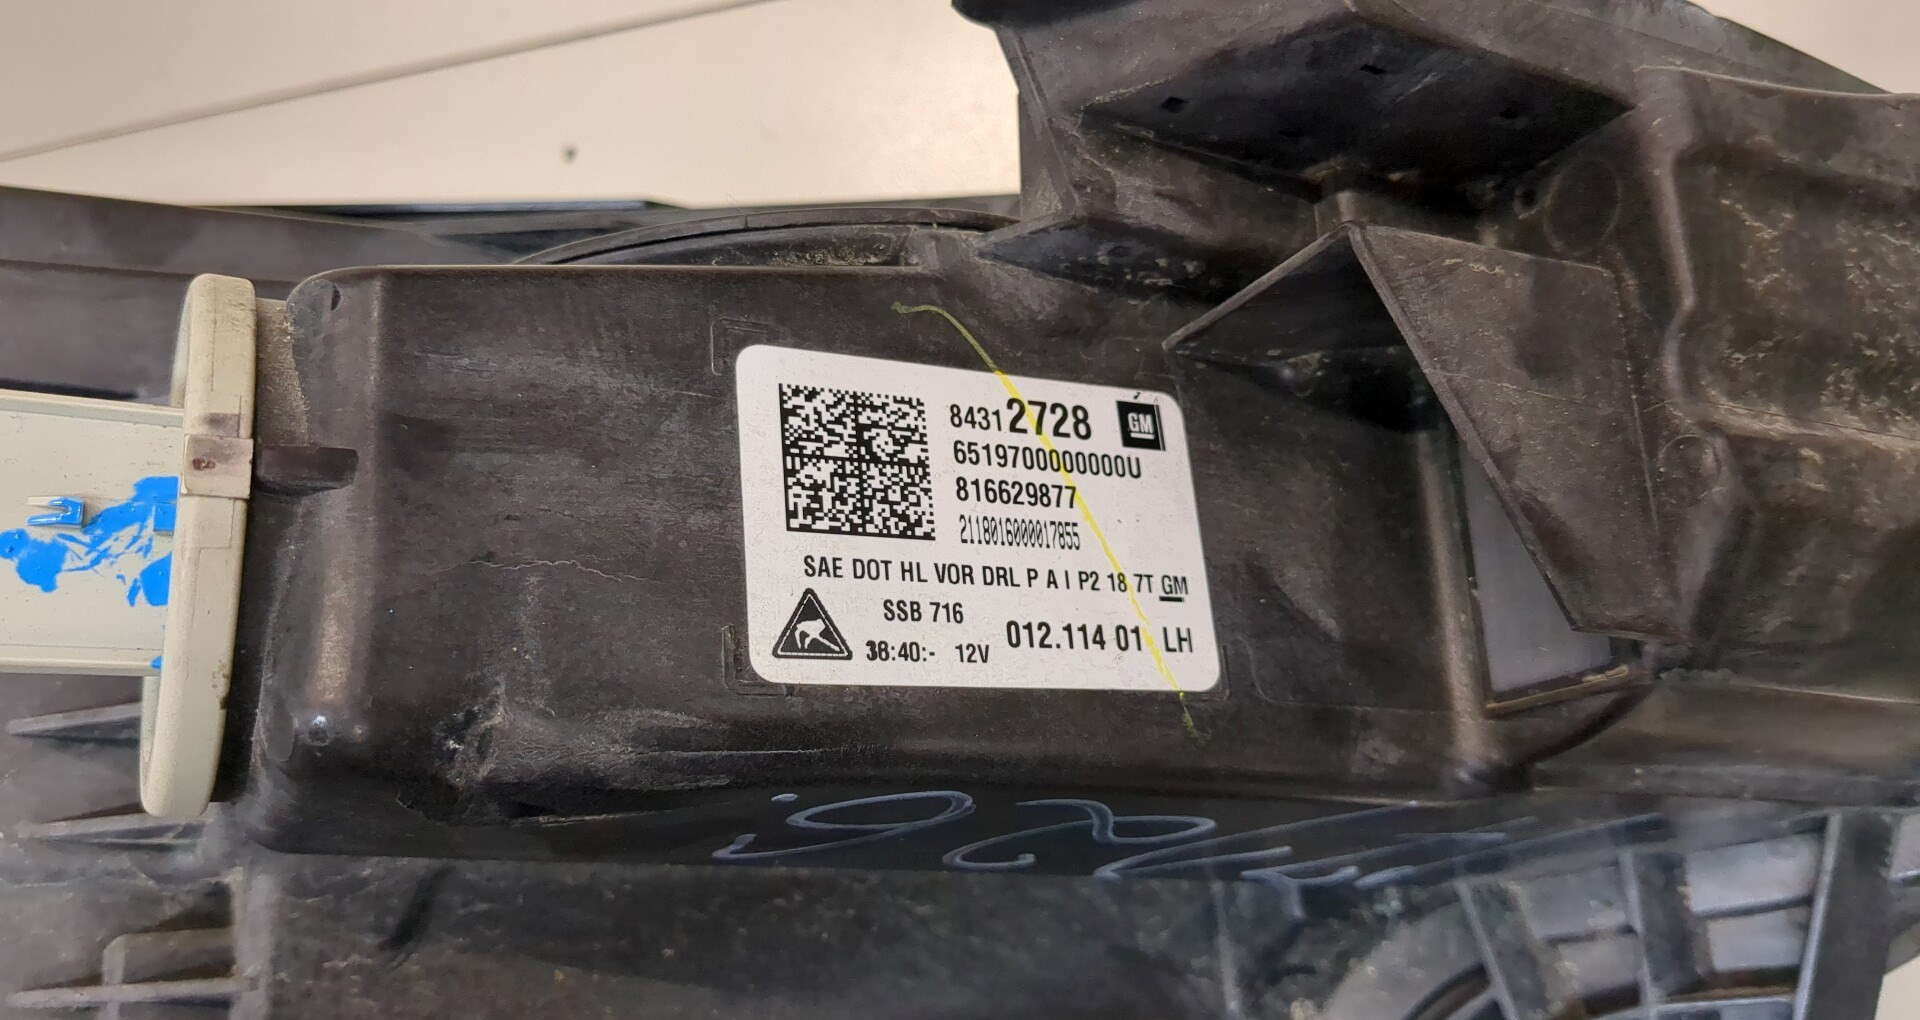 84312728 GM
6519700000000U
816629877
2118016000017855
SAE DOT HL VOR DRL P A I P2 18 7T GM
SSB 716
38:40:- 12V 012.114 01 LH